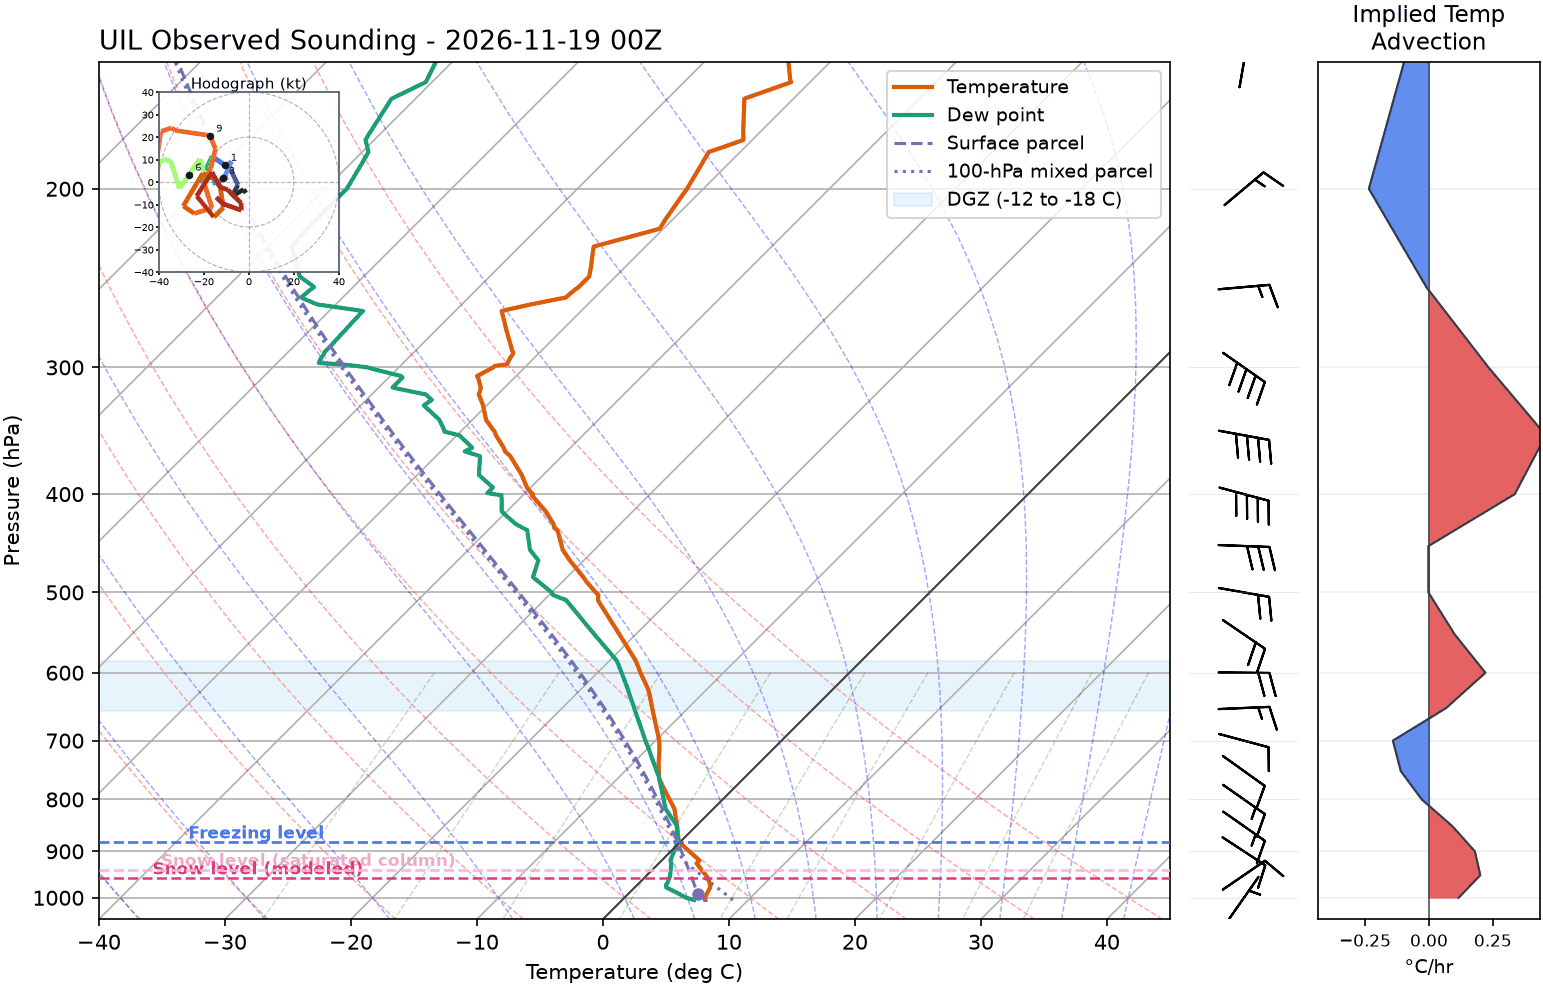 UIL Observed Sounding - 2026-11-19 00Z
Implied Temp
Advection
Hodograph (kt)
40
30
20
10
0
−10
−20
−30
−40
−40
−20
0
20
40
9
6
1
Temperature
Dew point
Surface parcel
100-hPa mixed parcel
DGZ (-12 to -18 C)
Pressure (hPa)
200
300
400
500
600
700
800
900
1000
Freezing level
Snow level (saturated column)
Snow level (modeled)
−40
−30
−20
−10
0
10
20
30
40
Temperature (deg C)
−0.25
0.00
0.25
°C/hr